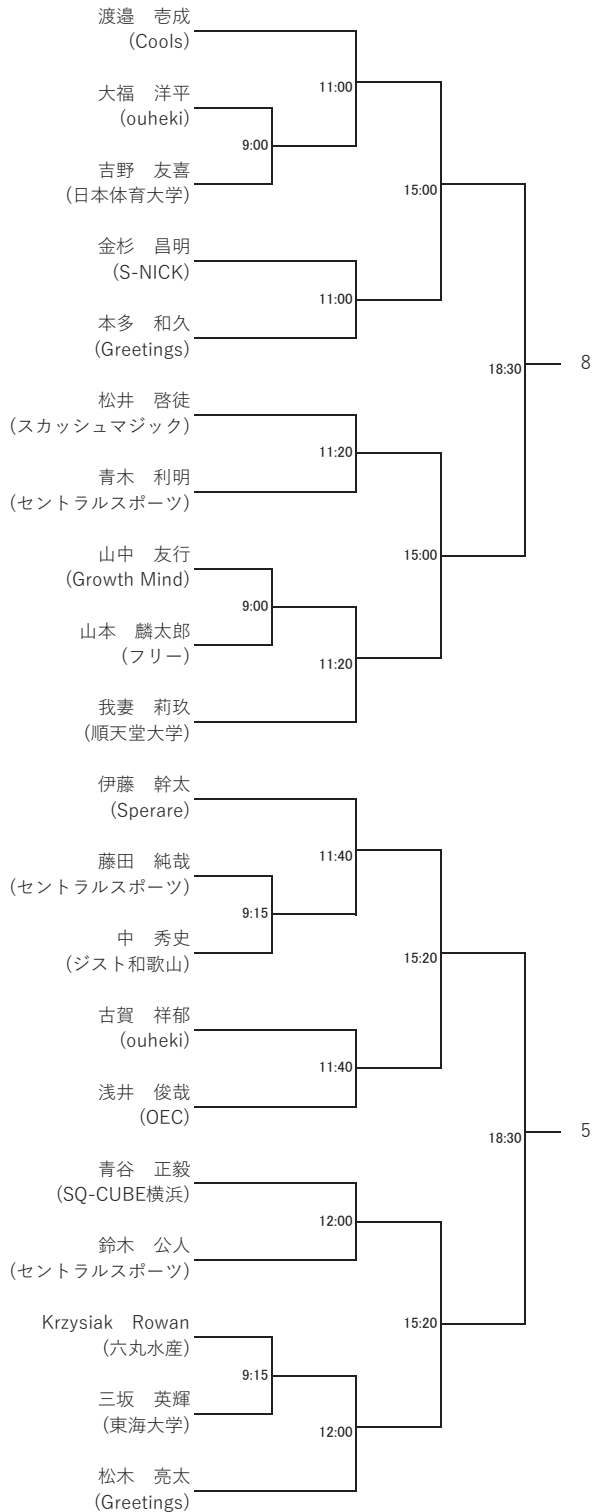 渡邉　壱成
(Cools)
11:00
大福　洋平
(ouheki)
9:00
吉野　友喜
(日本体育大学)
15:00
金杉　昌明
(S-NICK)
11:00
本多　和久
(Greetings)
18:30
8
松井　啓徒
(スカッシュマジック)
11:20
青木　利明
(セントラルスポーツ)
山中　友行
(Growth Mind)
15:00
9:00
山本　麟太郎
(フリー)
11:20
我妻　莉玖
(順天堂大学)
伊藤　幹太
(Sperare)
11:40
藤田　純哉
(セントラルスポーツ)
9:15
中　秀史
(ジスト和歌山)
15:20
古賀　祥郁
(ouheki)
11:40
浅井　俊哉
(OEC)
18:30
5
青谷　正毅
(SQ-CUBE横浜)
12:00
鈴木　公人
(セントラルスポーツ)
Krzysiak　Rowan
(六丸水産)
15:20
9:15
三坂　英輝
(東海大学)
12:00
松木　亮太
(Greetings)